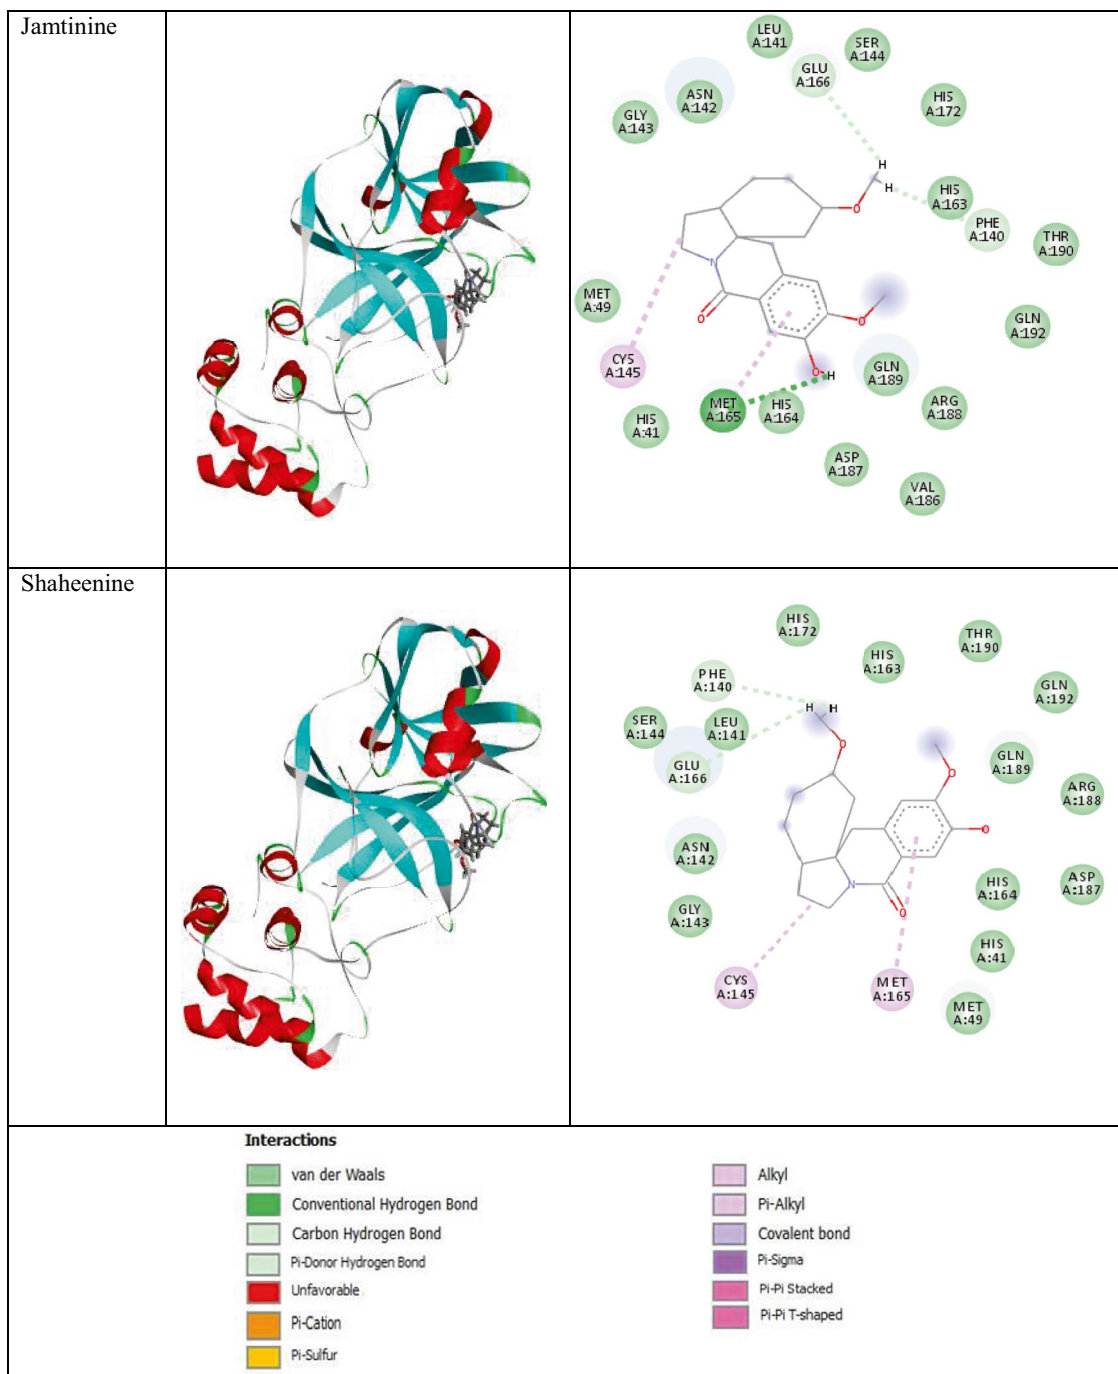 Jamtinine
LEU
A:141
SER
A:144
GLU
A:166
HIS
A:172
ASN
A:142
GLY
A:143
H
H
HIS
A:163
PHE
A:140
O
THR
A:190
N
MET
A:49
O
O
GLN
A:192
CYS
A:145
GLN
A:189
O
H
ARG
A:188
MET
A:165
HIS
A:164
HIS
A:41
ASP
A:187
VAL
A:186
Shaheenine
HIS
A:172
THR
A:190
HIS
A:163
PHE
A:140
GLN
A:192
H
H
SER
A:144
LEU
A:141
O
GLU
A:166
GLN
A:189
O
ARG
A:188
O
ASN
A:142
N
HIS
A:164
ASP
A:187
GLY
A:143
O
HIS
A:41
CYS
A:145
MET
A:165
MET
A:49
Interactions
van der Waals
Conventional Hydrogen Bond
Carbon Hydrogen Bond
Pi-Donor Hydrogen Bond
Unfavorable
Pi-Cation
Pi-Sulfur
Alkyl
Pi-Alkyl
Covalent bond
Pi-Sigma
Pi-Pi Stacked
Pi-Pi T-shaped